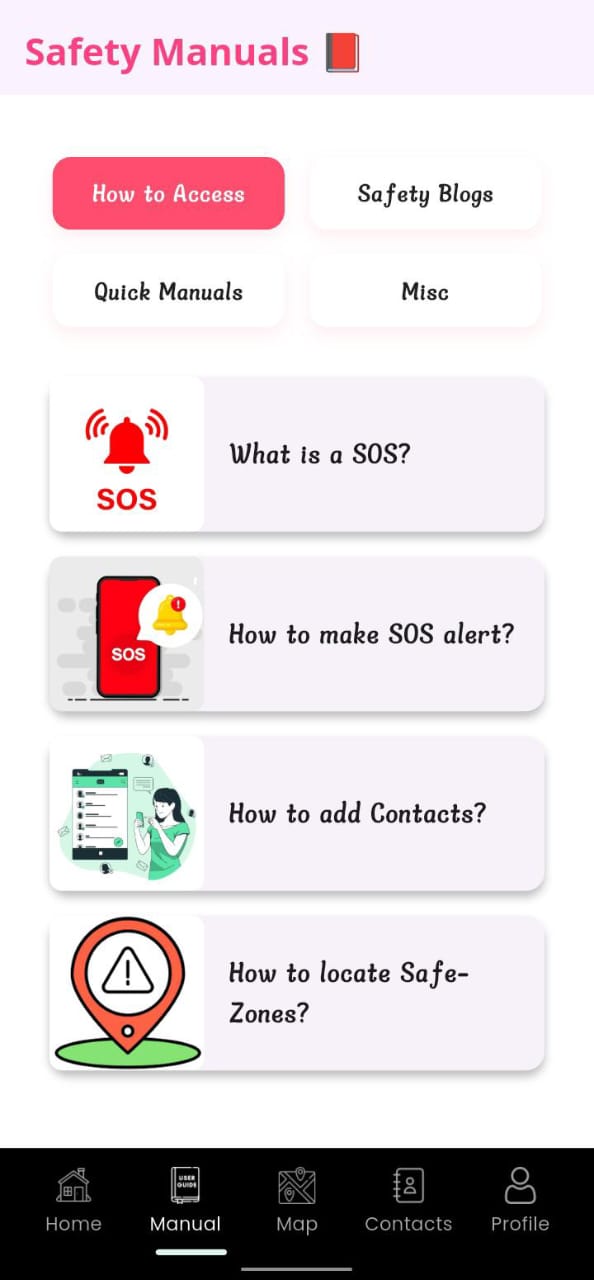 Safety Manuals 📕
How to Access
Safety Blogs
Quick Manuals
Misc
SOS
What is a SOS?
SOS
How to make SOS alert?
How to add Contacts?
How to locate Safe-
Zones?
USER
GUIDE
Home
Manual
Map
Contacts
Profile